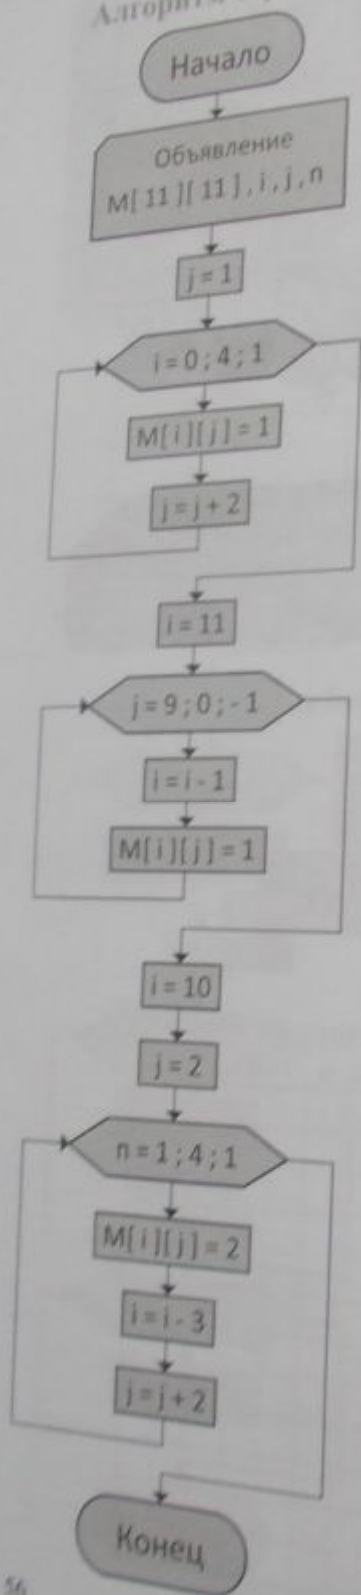 Алгоритм
Начало
Объявление
M[ 11 ][ 11 ] , i , j , n
j = 1
i = 0 ; 4 ; 1
M[ i ][ j ] = 1
j = j + 2
i = 11
j = 9 ; 0 ; - 1
i = i - 1
M[ i ][ j ] = 1
i = 10
j = 2
n = 1 ; 4 ; 1
M[ i ][ j ] = 2
i = i - 3
j = j + 2
Конец
56